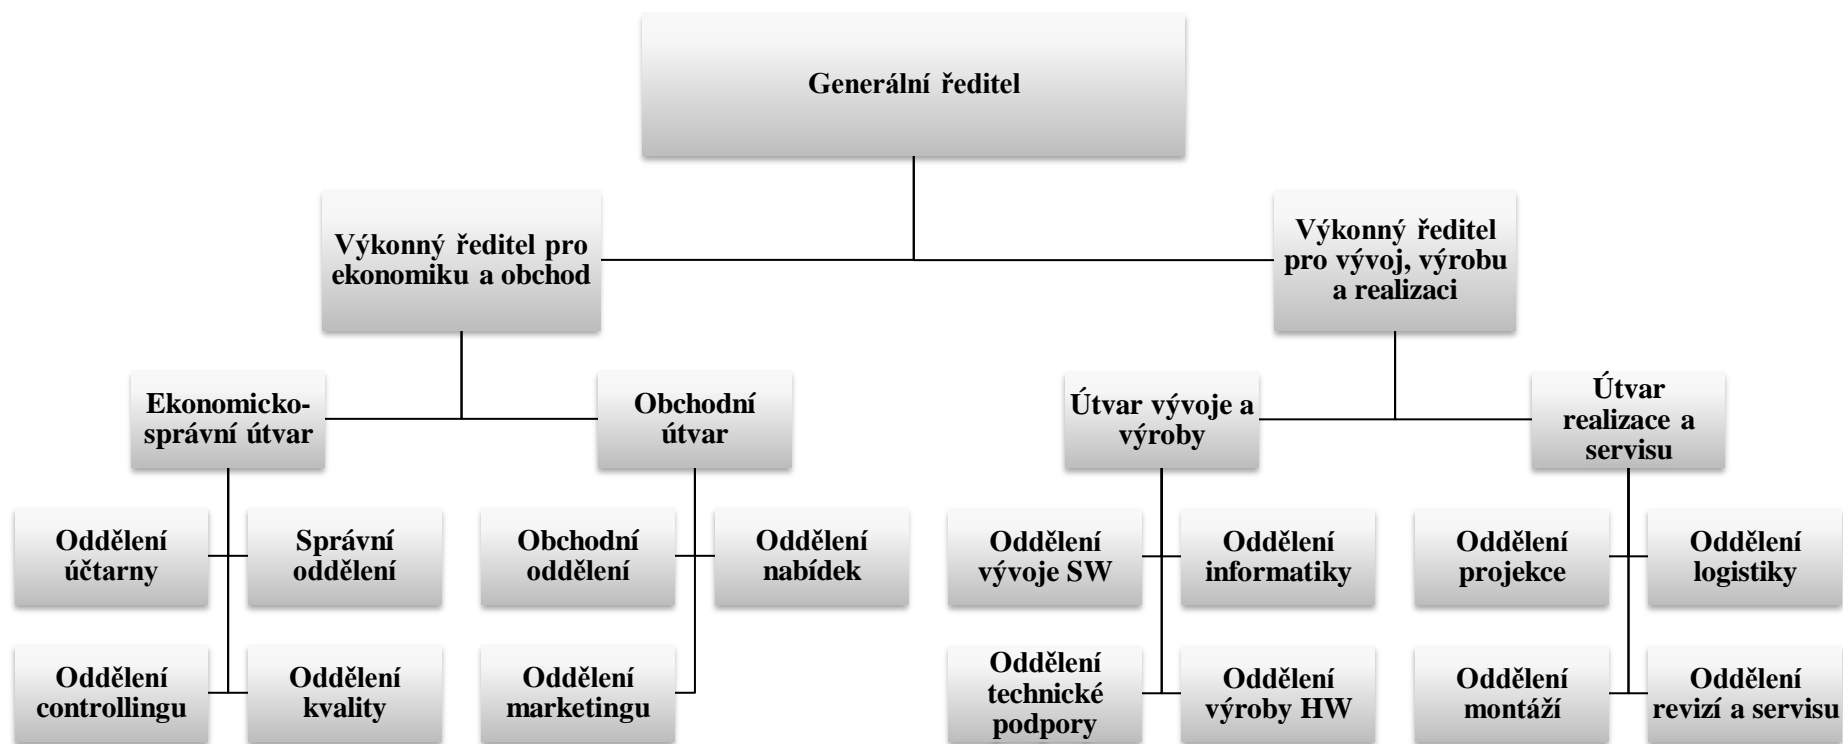 Generální ředitel
Výkonný ředitel pro
ekonomiku a obchod
Výkonný ředitel
pro vývoj, výrobu
a realizaci
Ekonomicko-
správní útvar
Obchodní
útvar
Útvar vývoje a
výroby
Útvar
realizace a
servisu
Oddělení
účtarny
Správní
oddělení
Obchodní
oddělení
Oddělení
nabídek
Oddělení
vývoje SW
Oddělení
informatiky
Oddělení
projekce
Oddělení
logistiky
Oddělení
controllingu
Oddělení
kvality
Oddělení
marketingu
Oddělení
technické
podpory
Oddělení
výroby HW
Oddělení
montáží
Oddělení
revizí a servisu